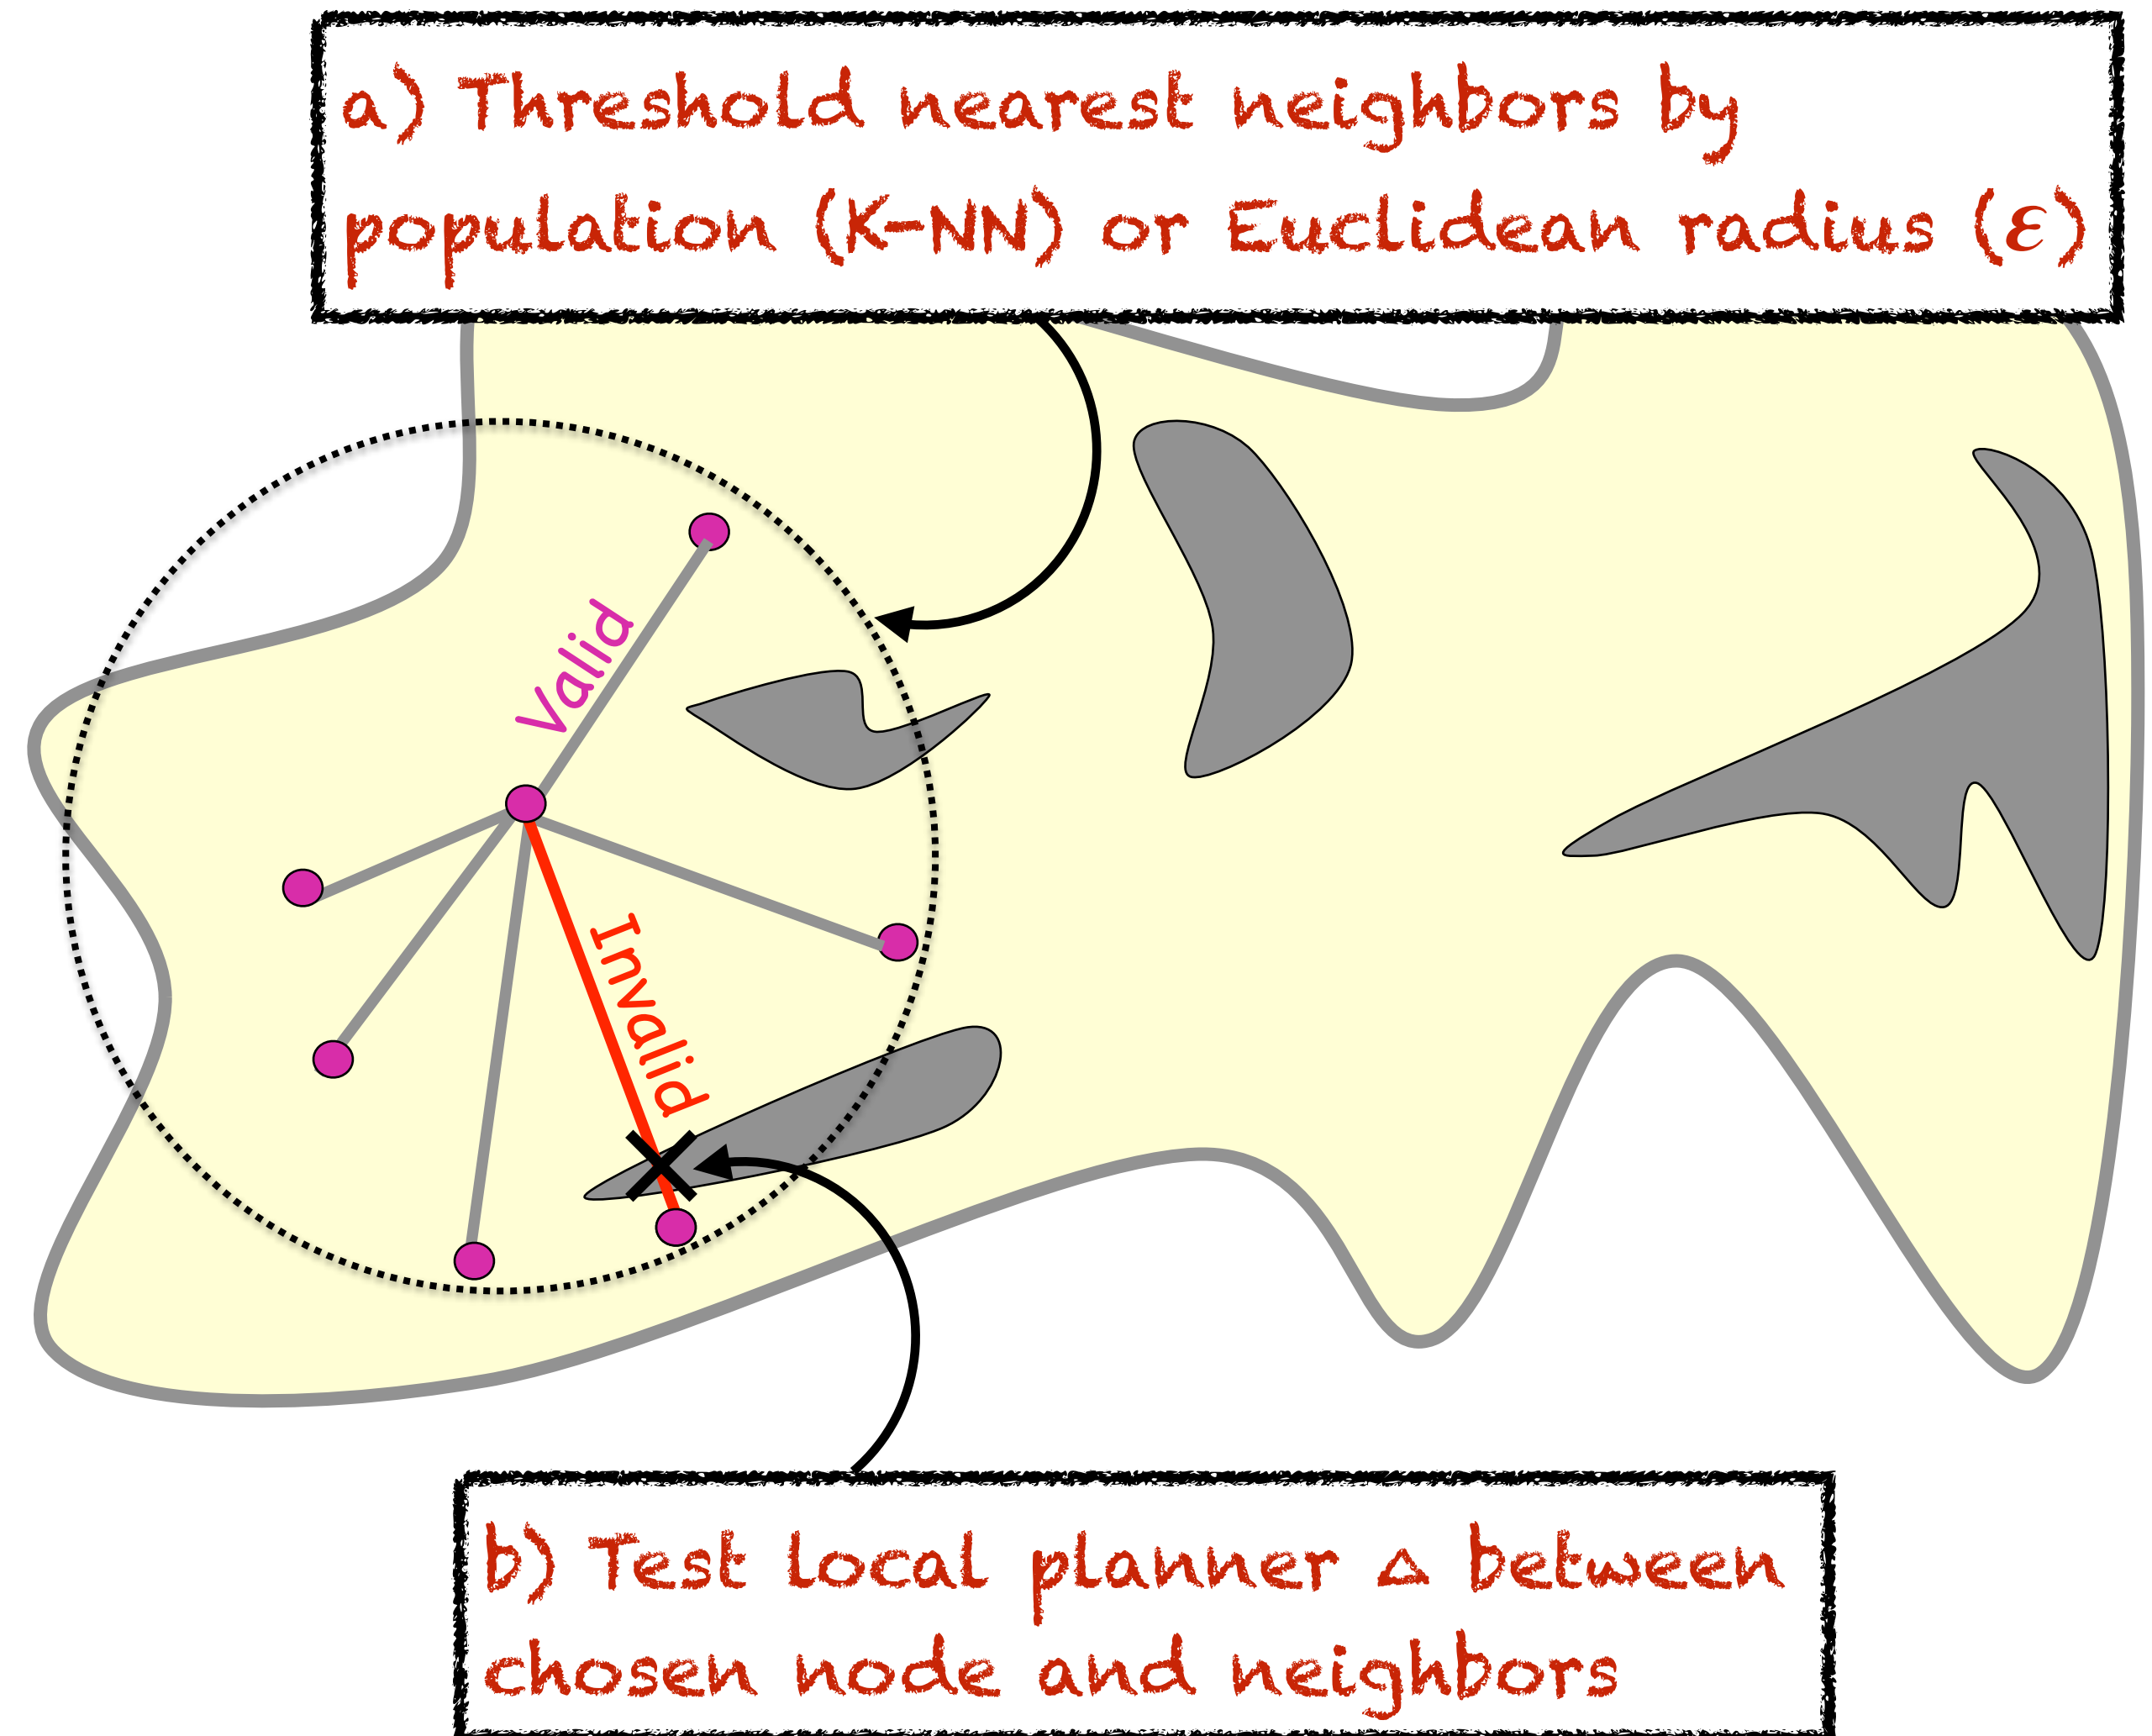 a) Threshold nearest neighbors by
population (K-NN) or Euclidean radius (ε)
Valid
Invalid
b) Test local planner Δ between
chosen node and neighbors